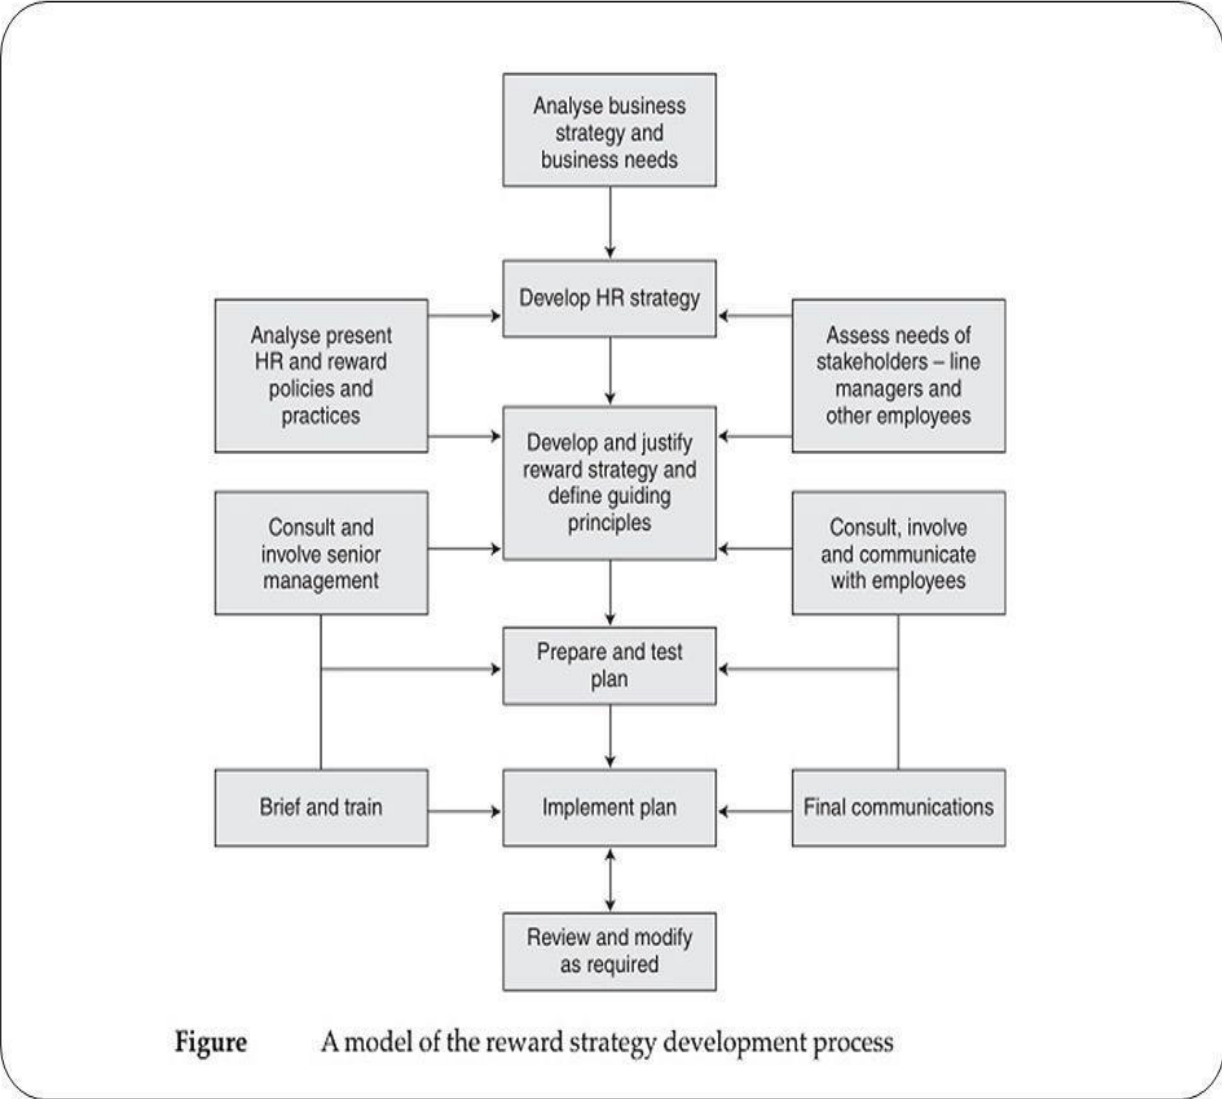 Analyse business
strategy and
business needs
Develop HR strategy
Analyse present
HR and reward
policies and
practices
Assess needs of
stakeholders – line
managers and
other employees
Develop and justify
reward strategy and
define guiding
principles
Consult and
involve senior
management
Consult, involve
and communicate
with employees
Prepare and test
plan
Brief and train
Implement plan
Final communications
Review and modify
as required
Figure A model of the reward strategy development process